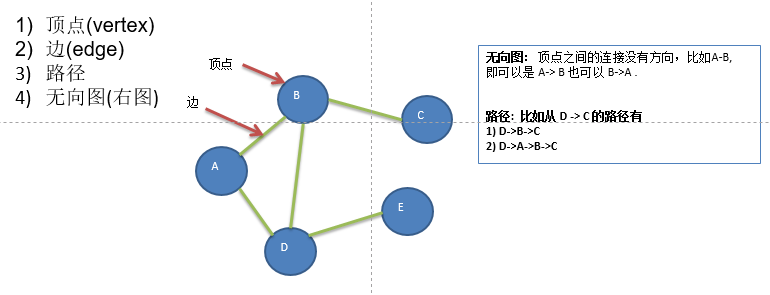 1) 顶点(vertex)
2) 边(edge)
3) 路径
4) 无向图(右图)
顶点
边
B
C
A
E
D
无向图： 顶点之间的连接没有方向，比如A-B,
即可以是 A-> B 也可以 B->A .
路径: 比如从 D -> C 的路径有
1) D->B->C
2) D->A->B->C